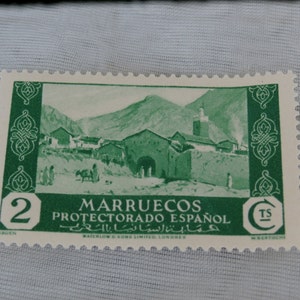 2
CTS
MARRUECOS
PROTECTORADO ESPAÑOL
WATERLOW & SONS LIMITED, LONDRES